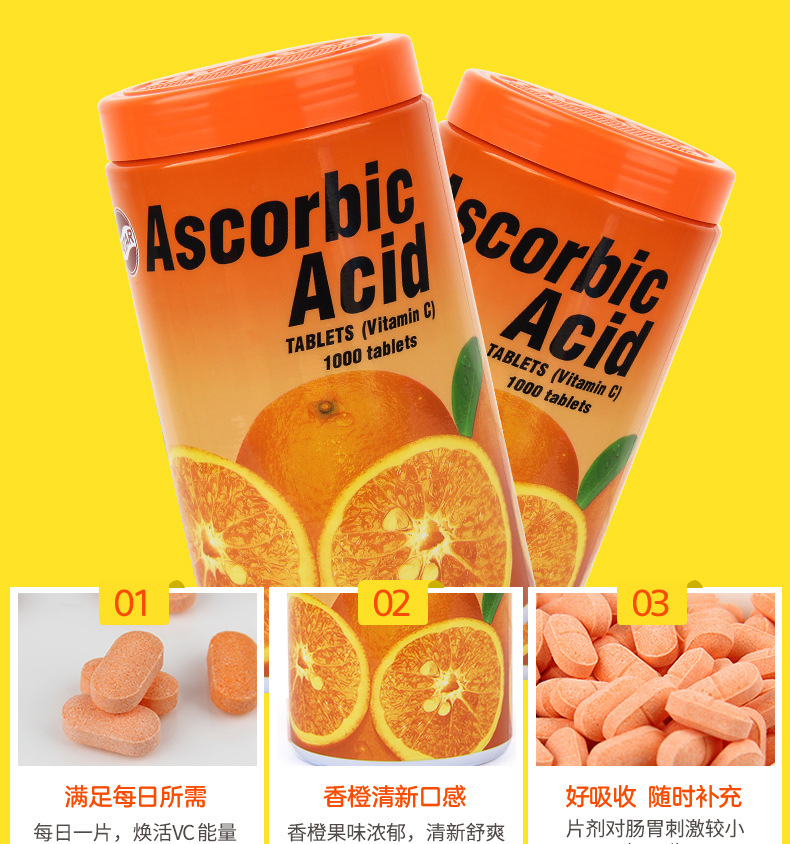 Ascorbic
Acid
TABLETS (Vitamin C)
1000 tablets
scorbic
Acid
TABLETS (Vitamin C)
1000 tablets
01
02
03
满足每日所需
香橙清新口感
好吸收 随时补充
每日一片，焕活VC能量
香橙果味浓郁，清新舒爽
片剂对肠胃刺激较小